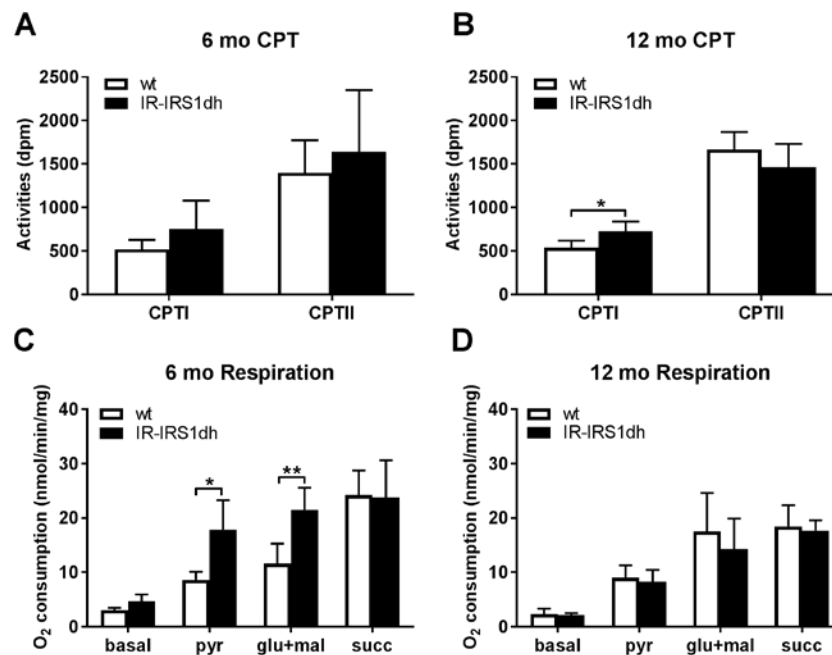 A
6 mo CPT
wt
IR-IRS1dh
Activities (dpm)
2500
2000
1500
1000
500
0
CPTI
CPTII
B
12 mo CPT
wt
IR-IRS1dh
Activities (dpm)
2500
2000
1500
1000
500
0
*
CPTI
CPTII
C
6 mo Respiration
wt
IR-IRS1dh
O₂ consumption (nmol/min/mg)
40
30
20
10
0
*
**
basal
pyr
glu+mal
succ
D
12 mo Respiration
wt
IR-IRS1dh
O₂ consumption (nmol/min/mg)
40
30
20
10
0
basal
pyr
glu+mal
succ